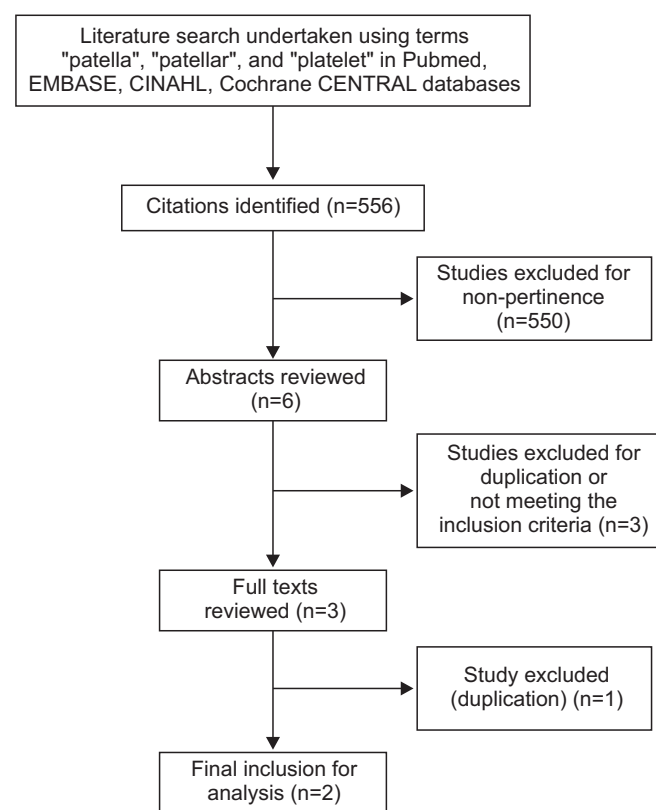 Literature search undertaken using terms
"patella", "patellar", and "platelet" in Pubmed,
EMBASE, CINAHL, Cochrane CENTRAL databases
Citations identified (n=556)
Studies excluded for
non-pertinence
(n=550)
Abstracts reviewed
(n=6)
Studies excluded for
duplication or
not meeting the
inclusion criteria (n=3)
Full texts
reviewed (n=3)
Study excluded
(duplication) (n=1)
Final inclusion for
analysis (n=2)